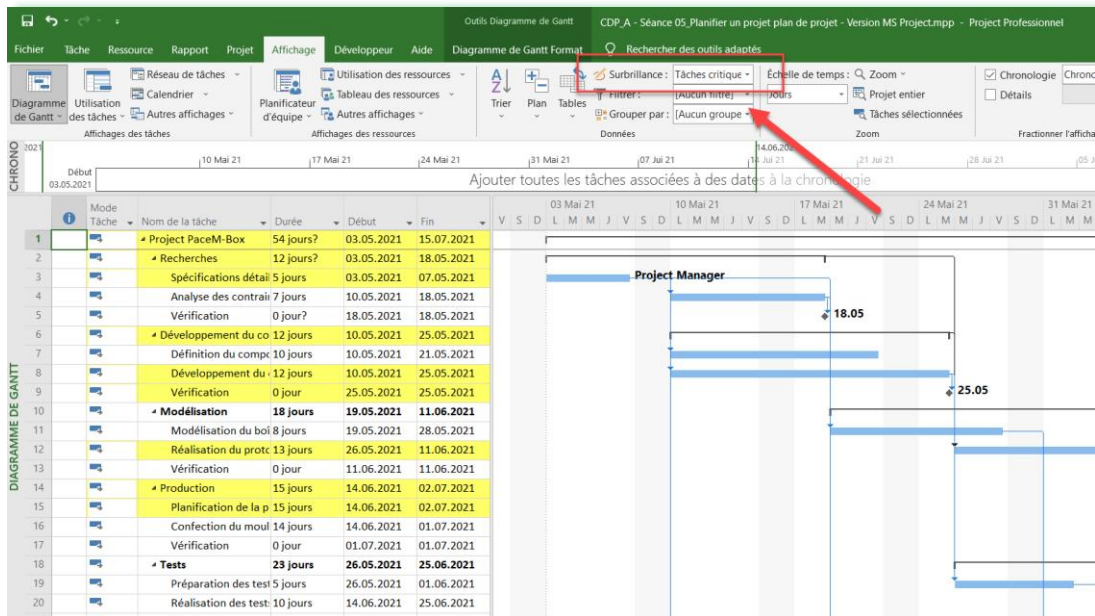 Outils Diagramme de Gantt CDP_A - Séance 05_Planifier un projet plan de projet - Version MS Project.mpp - Project Professionnel
Fichier Tâche Ressource Rapport Projet Affichage Développeur Aide Diagramme de Gantt Format Rechercher des outils adaptés
Diagramme de Gantt
Utilisation des tâches
Réseau de tâches
Calendrier
Autres affichages
Affichages des tâches
Planificateur d'équipe
Utilisation des ressources
Tableau des ressources
Autres affichages
Affichages des ressources
Trier Plan Tables
Surbrillance : Tâches critique
Filtrer : [Aucun filtre]
Grouper par : [Aucun groupe
Données
Échelle de temps :
Jours
Zoom
Projet entier
Tâches sélectionnées
Zoom
Chronologie Chrono
Détails
Fractionner l'afficha
CHRONO
2021 14.06.2021
10 Mai 21 17 Mai 21 24 Mai 21 31 Mai 21 07 Jui 21 14 Jui 21 21 Jui 21 28 Jui 21 05 J
Début
03.05.2021
Ajouter toutes les tâches associées à des dates à la chronologie
DIAGRAMME DE GANTT
Mode Tâche Nom de la tâche Durée Début Fin
03 Mai 21 10 Mai 21 17 Mai 21 24 Mai 21 31 Mai 21
V S D L M M J V S D L M M J V S D L M M J V S D L M M J V S D L M M
1 Project PaceM-Box 54 jours? 03.05.2021 15.07.2021
2 Recherches 12 jours? 03.05.2021 18.05.2021
3 Spécifications détail 5 jours 03.05.2021 07.05.2021 Project Manager
4 Analyse des contrain 7 jours 10.05.2021 18.05.2021
5 Vérification 0 jour? 18.05.2021 18.05.2021 18.05
6 Développement du co 12 jours 10.05.2021 25.05.2021
7 Définition du compo 10 jours 10.05.2021 21.05.2021
8 Développement du 12 jours 10.05.2021 25.05.2021
9 Vérification 0 jour 25.05.2021 25.05.2021 25.05
10 Modélisation 18 jours 19.05.2021 11.06.2021
11 Modélisation du boî 8 jours 19.05.2021 28.05.2021
12 Réalisation du proto 13 jours 26.05.2021 11.06.2021
13 Vérification 0 jour 11.06.2021 11.06.2021
14 Production 15 jours 14.06.2021 02.07.2021
15 Planification de la p 15 jours 14.06.2021 02.07.2021
16 Confection du moul 14 jours 14.06.2021 01.07.2021
17 Vérification 0 jour 01.07.2021 01.07.2021
18 Tests 23 jours 26.05.2021 25.06.2021
19 Préparation des test 5 jours 26.05.2021 01.06.2021
20 Réalisation des test: 10 jours 14.06.2021 25.06.2021